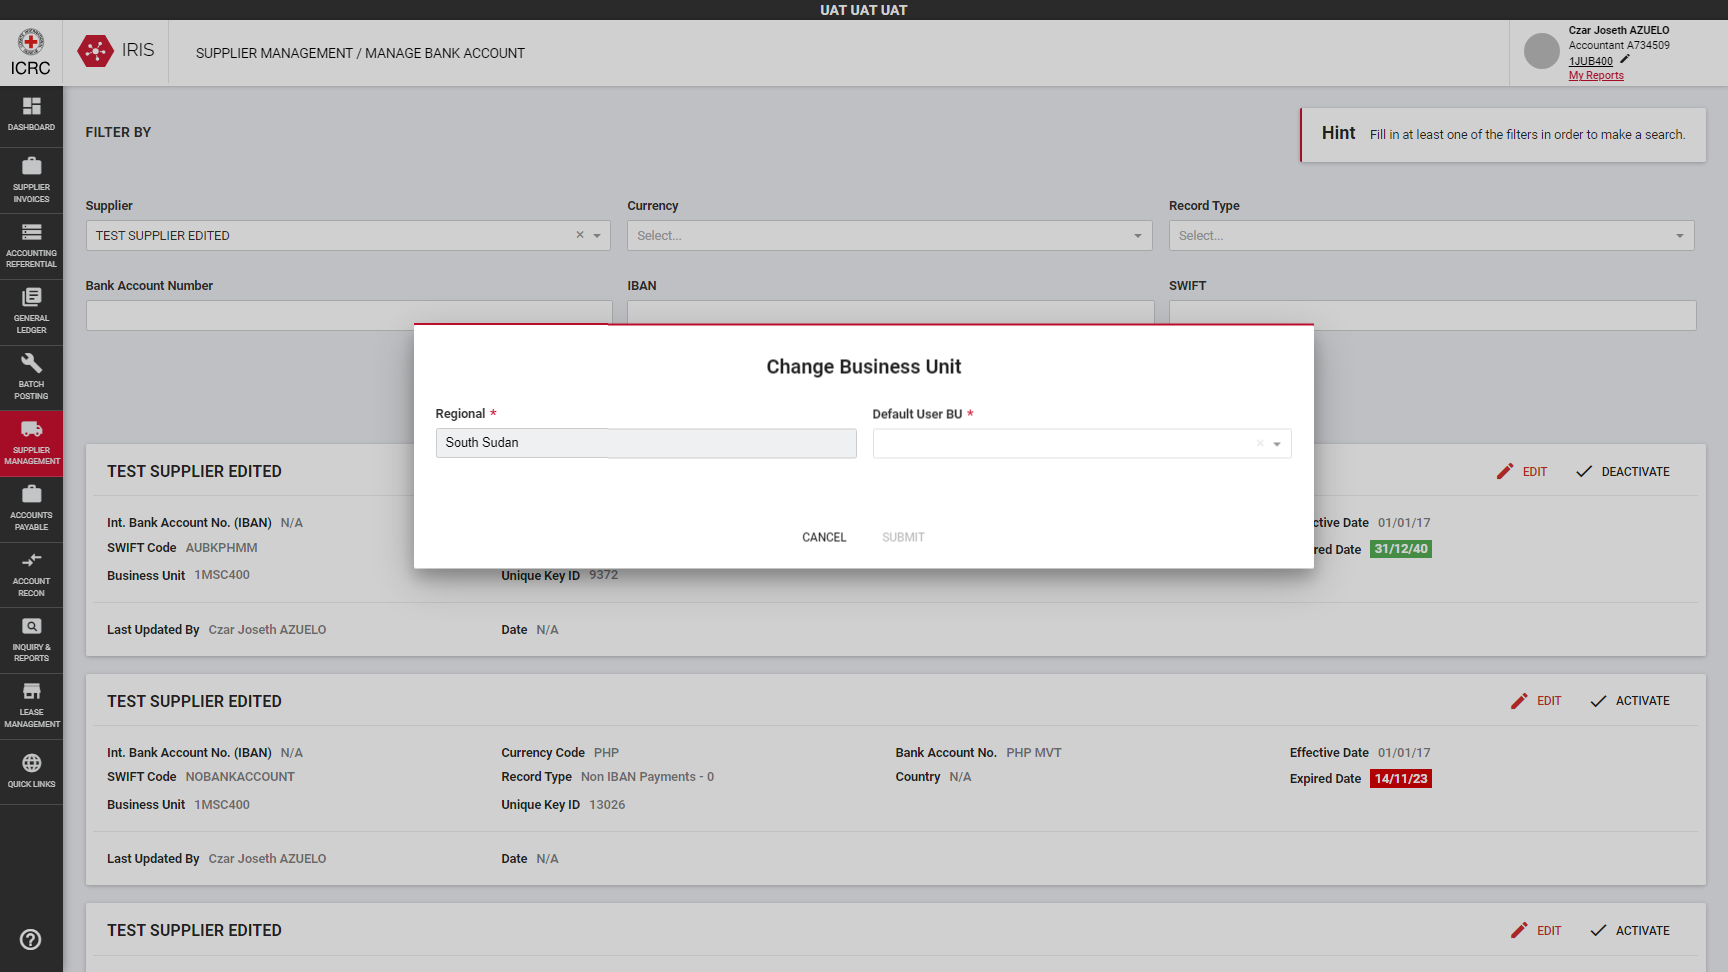 UAT UAT UAT
ICRC
IRIS
SUPPLIER MANAGEMENT / MANAGE BANK ACCOUNT
Czar Joseth AZUELO
Accountant A734509
1JUB400
My Reports
DASHBOARD
SUPPLIER
INVOICES
ACCOUNTING
REFERENTIAL
GENERAL
LEDGER
BATCH
POSTING
SUPPLIER
MANAGEMENT
ACCOUNTS
PAYABLE
ACCOUNT
RECON
INQUIRY &
REPORTS
LEASE
MANAGEMENT
QUICK LINKS
FILTER BY
Hint Fill in at least one of the filters in order to make a search.
Supplier Currency Record Type
TEST SUPPLIER EDITED Select... Select...
Bank Account Number IBAN SWIFT
Change Business Unit
Regional * Default User BU *
South Sudan
CANCEL SUBMIT
TEST SUPPLIER EDITED EDIT DEACTIVATE
Int. Bank Account No. (IBAN) N/A ctive Date 01/01/17
SWIFT Code AUBKPHMM red Date 31/12/40
Business Unit 1MSC400 Unique Key ID 9372
Last Updated By Czar Joseth AZUELO Date N/A
TEST SUPPLIER EDITED EDIT ACTIVATE
Int. Bank Account No. (IBAN) N/A Currency Code PHP Bank Account No. PHP MVT Effective Date 01/01/17
SWIFT Code NOBANKACCOUNT Record Type Non IBAN Payments - 0 Country N/A Expired Date 14/11/23
Business Unit 1MSC400 Unique Key ID 13026
Last Updated By Czar Joseth AZUELO Date N/A
TEST SUPPLIER EDITED EDIT ACTIVATE